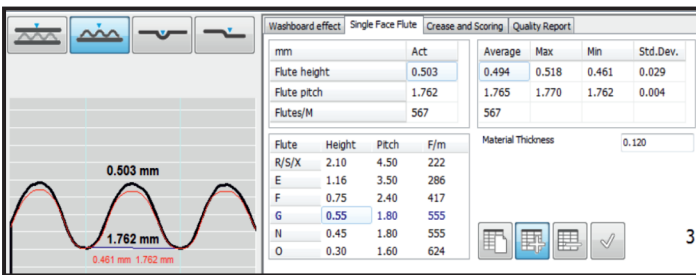 Washboard effect Single Face Flute Crease and Scoring Quality Report
mm Act Average Max Min Std.Dev.
Flute height 0.503 0.494 0.518 0.461 0.029
Flute pitch 1.762 1.765 1.770 1.762 0.004
Flutes/M 567 567
Flute Height Pitch F/m
R/S/X 2.10 4.50 222
E 1.16 3.50 286
F 0.75 2.40 417
G 0.55 1.80 555
N 0.45 1.80 555
O 0.30 1.60 624
Material Thickness 0.120
3
0.503 mm
1.762 mm
0.461 mm 1.762 mm